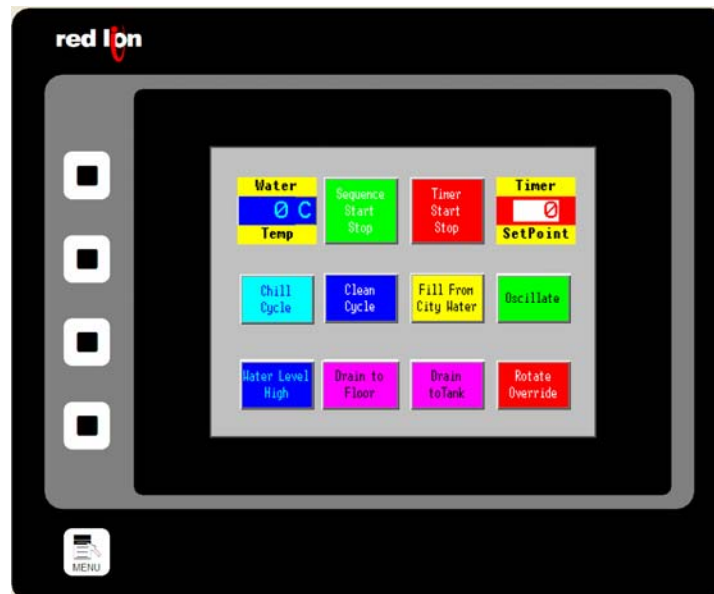 red lion
Water
0 C
Temp
Sequence
Start
Stop
Timer
Start
Stop
Timer
0
SetPoint
Chill
Cycle
Clean
Cycle
Fill From
City Water
Oscillate
Water Level
High
Drain to
Floor
Drain
toTank
Rotate
Override
MENU